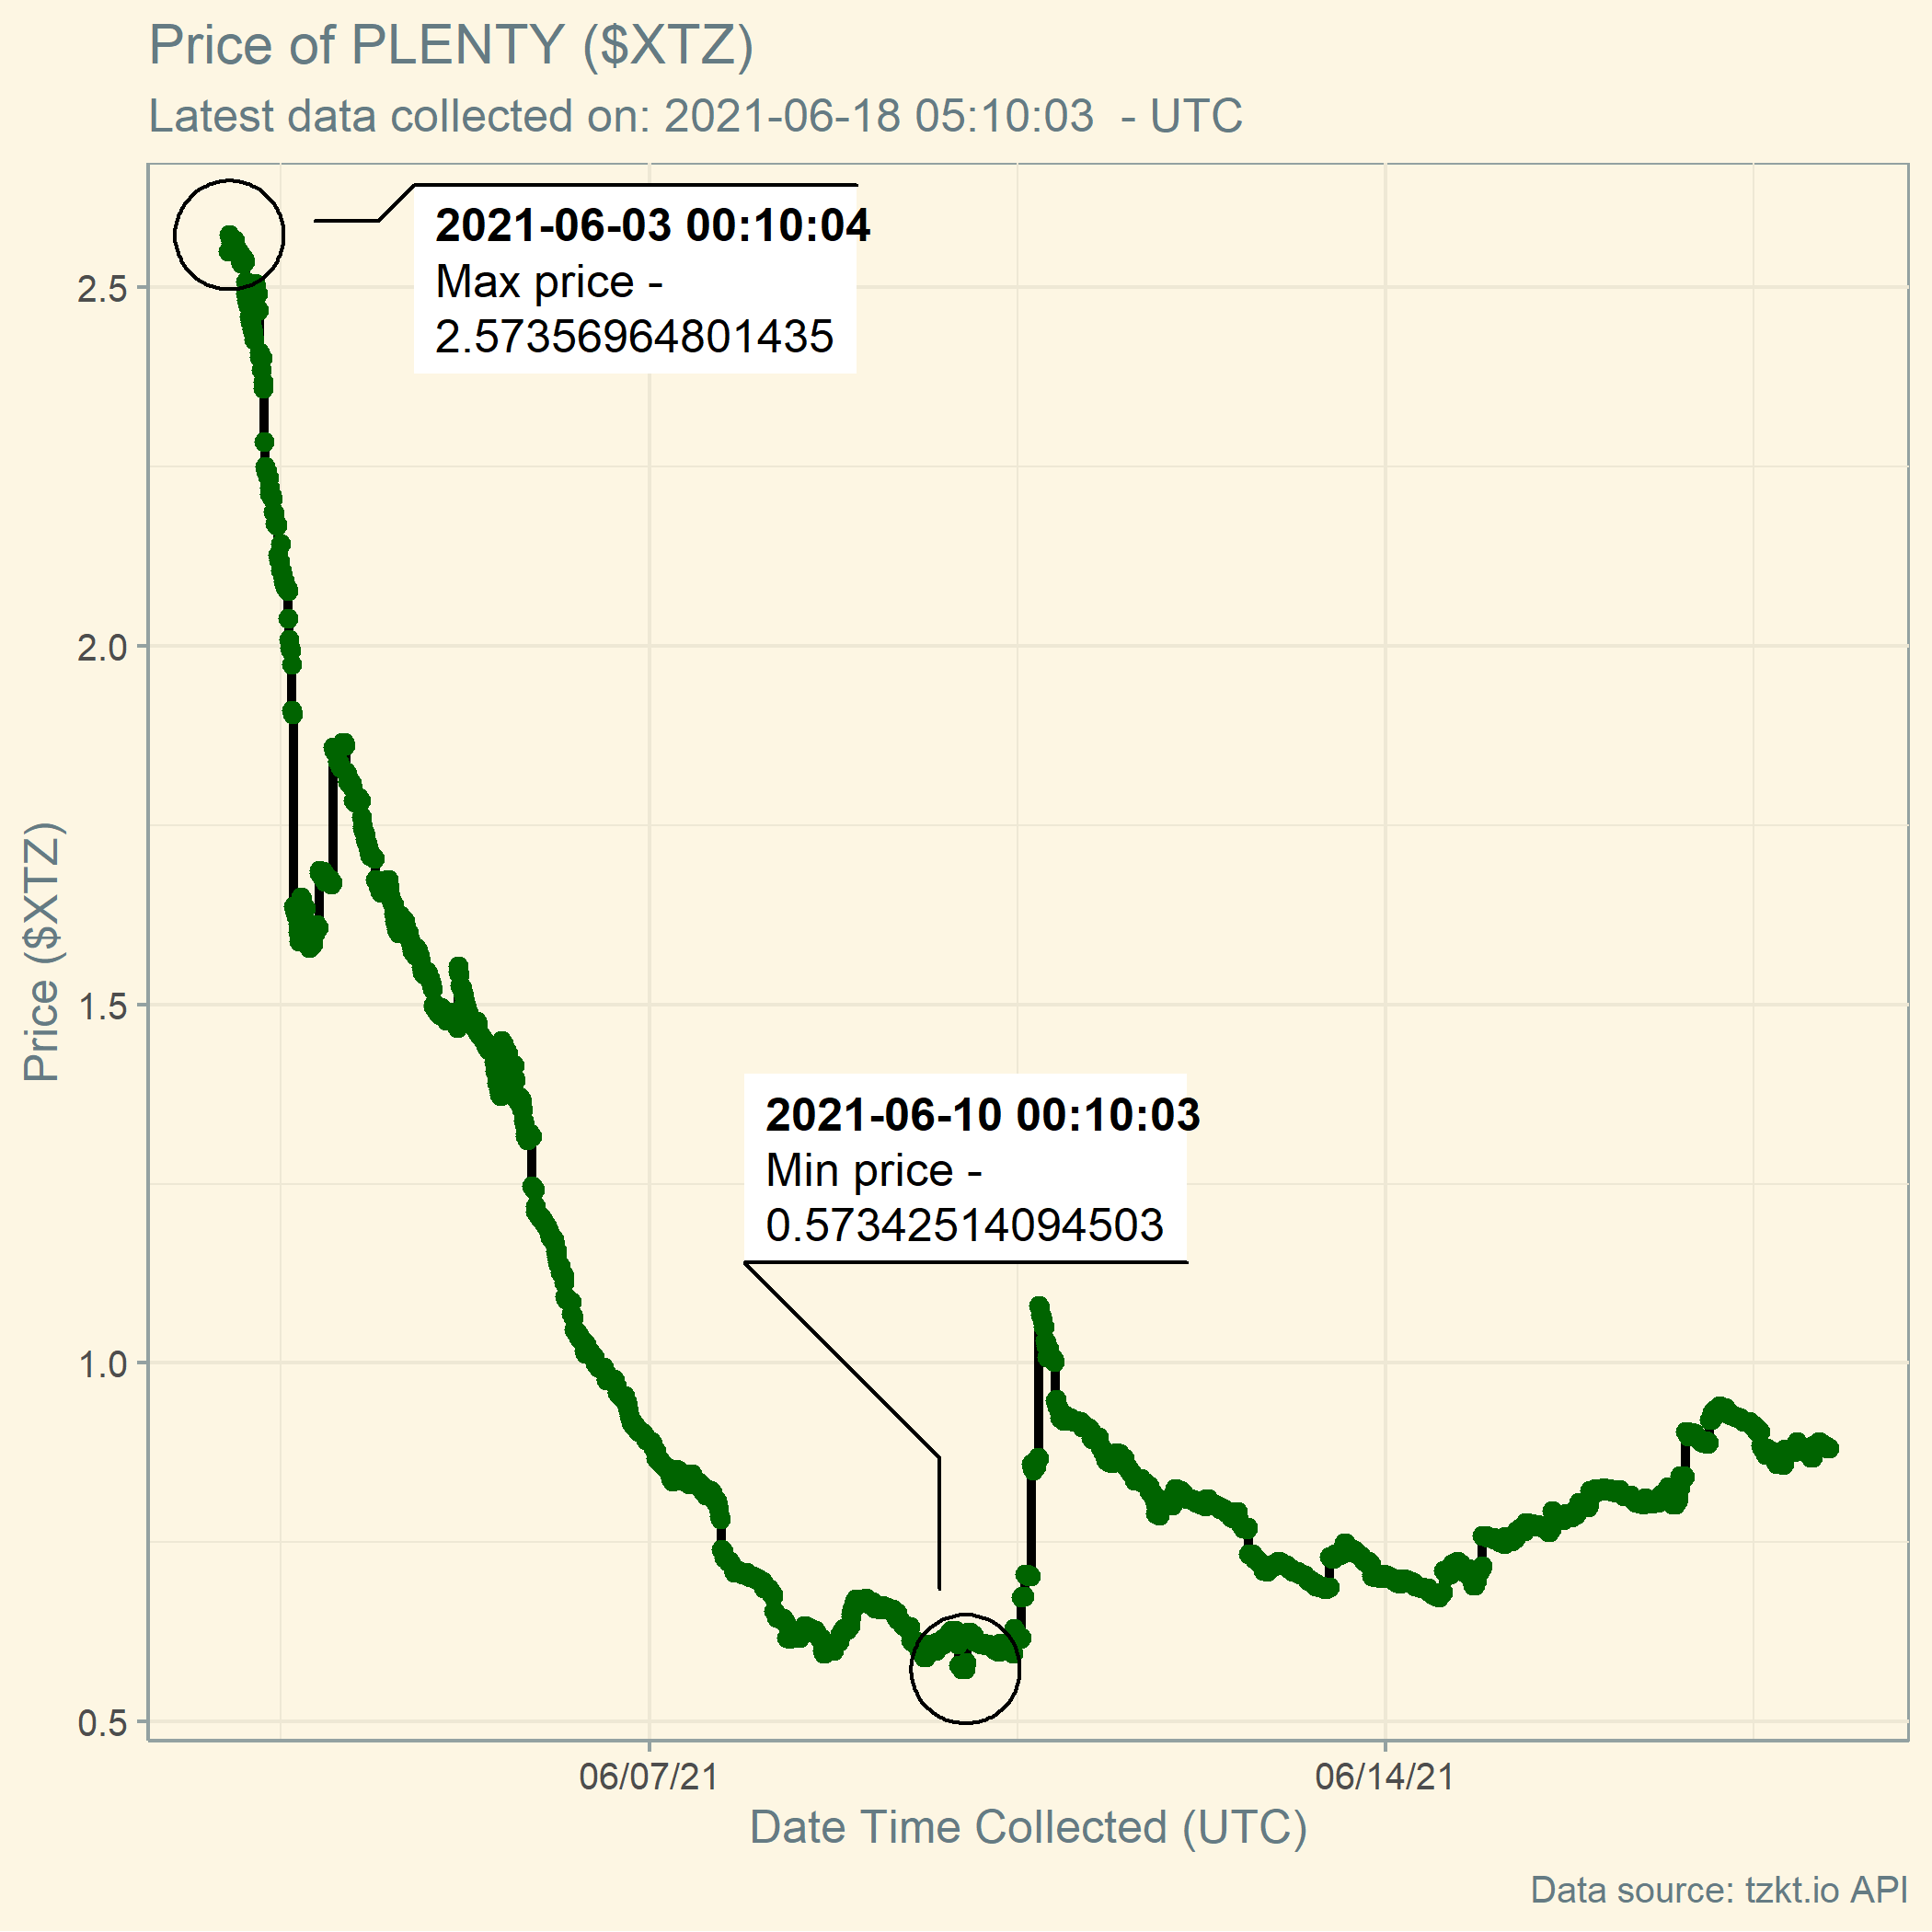 Price of PLENTY ($XTZ)
Latest data collected on: 2021-06-18 05:10:03  - UTC
2021-06-03 00:10:04
Max price -
2.57356964801435
2.5
2.0
1.5
1.0
0.5
Price ($XTZ)
2021-06-10 00:10:03
Min price -
0.57342514094503
06/07/21
06/14/21
Date Time Collected (UTC)
Data source: tzkt.io API